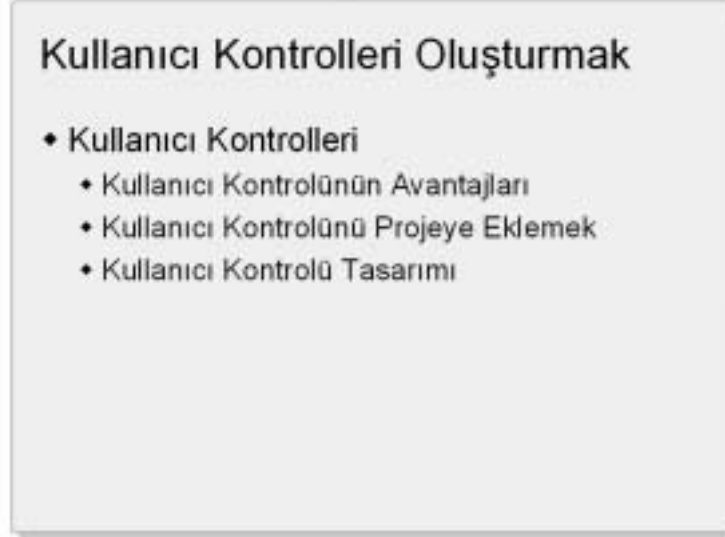 Kullanıcı Kontrolleri Oluşturmak
Kullanıcı Kontrolleri
Kullanıcı Kontrolünün Avantajları
Kullanıcı Kontrolünü Projeye Eklemek
Kullanıcı Kontrolü Tasarımı